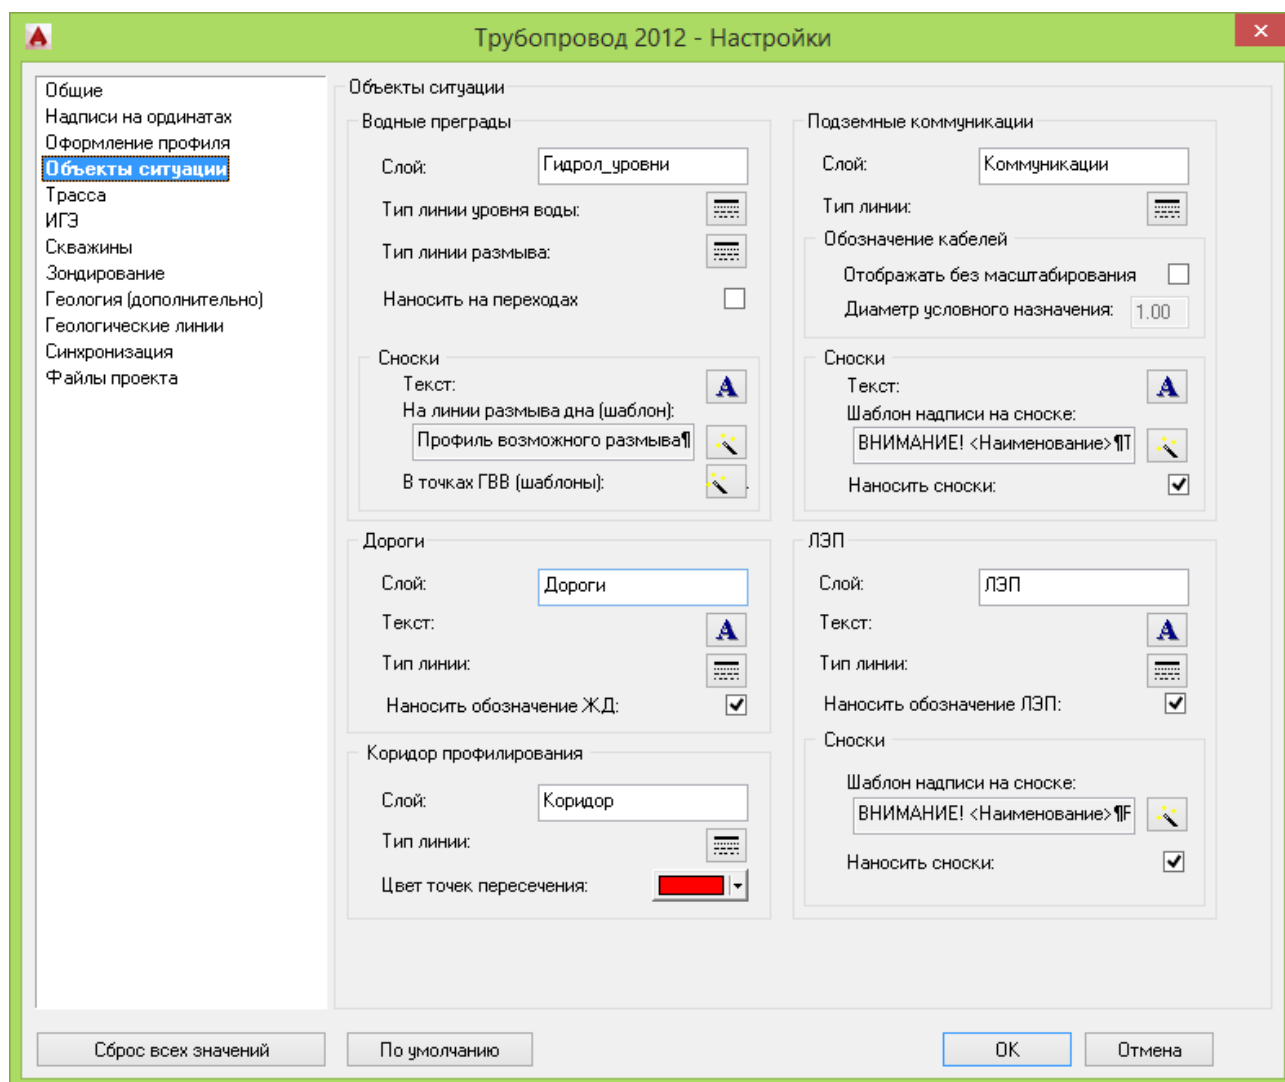 Трубопровод 2012 - Настройки
Общие
Надписи на ординатах
Оформление профиля
Объекты ситуации
Трасса
ИГЭ
Скважины
Зондирование
Геология (дополнительно)
Геологические линии
Синхронизация
Файлы проекта
Объекты ситуации
Водные преграды
Слой: Гидрол_уровни
Тип линии уровня воды:
Тип линии размыва:
Наносить на переходах
Сноски
Текст:
На линии размыва дна (шаблон):
Профиль возможного размыва¶
В точках ГВВ (шаблоны):
Подземные коммуникации
Слой: Коммуникации
Тип линии:
Обозначение кабелей
Отображать без масштабирования
Диаметр условного назначения: 1.00
Сноски
Текст:
Шаблон надписи на сноске:
ВНИМАНИЕ! <Наименование>¶Т
Наносить сноски:
Дороги
Слой: Дороги
Текст:
Тип линии:
Наносить обозначение ЖД:
ЛЭП
Слой: ЛЭП
Текст:
Тип линии:
Наносить обозначение ЛЭП:
Сноски
Шаблон надписи на сноске:
ВНИМАНИЕ! <Наименование>¶F
Наносить сноски:
Коридор профилирования
Слой: Коридор
Тип линии:
Цвет точек пересечения:
Сброс всех значений
По умолчанию
OK
Отмена